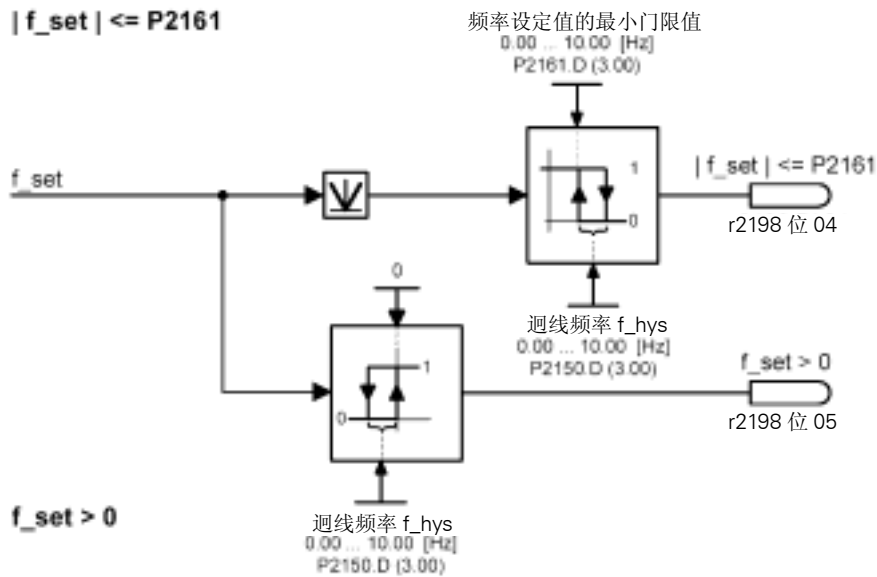 | f_set | <= P2161
频率设定值的最小门限值
0.00 ... 10.00 [Hz]
P2161.D (3.00)
f_set
1
0
| f_set | <= P2161
r2198 位 04
迥线频率 f_hys
0.00 ... 10.00 [Hz]
P2150.D (3.00)
0
1
0
f_set > 0
r2198 位 05
f_set > 0
迥线频率 f_hys
0.00 ... 10.00 [Hz]
P2150.D (3.00)